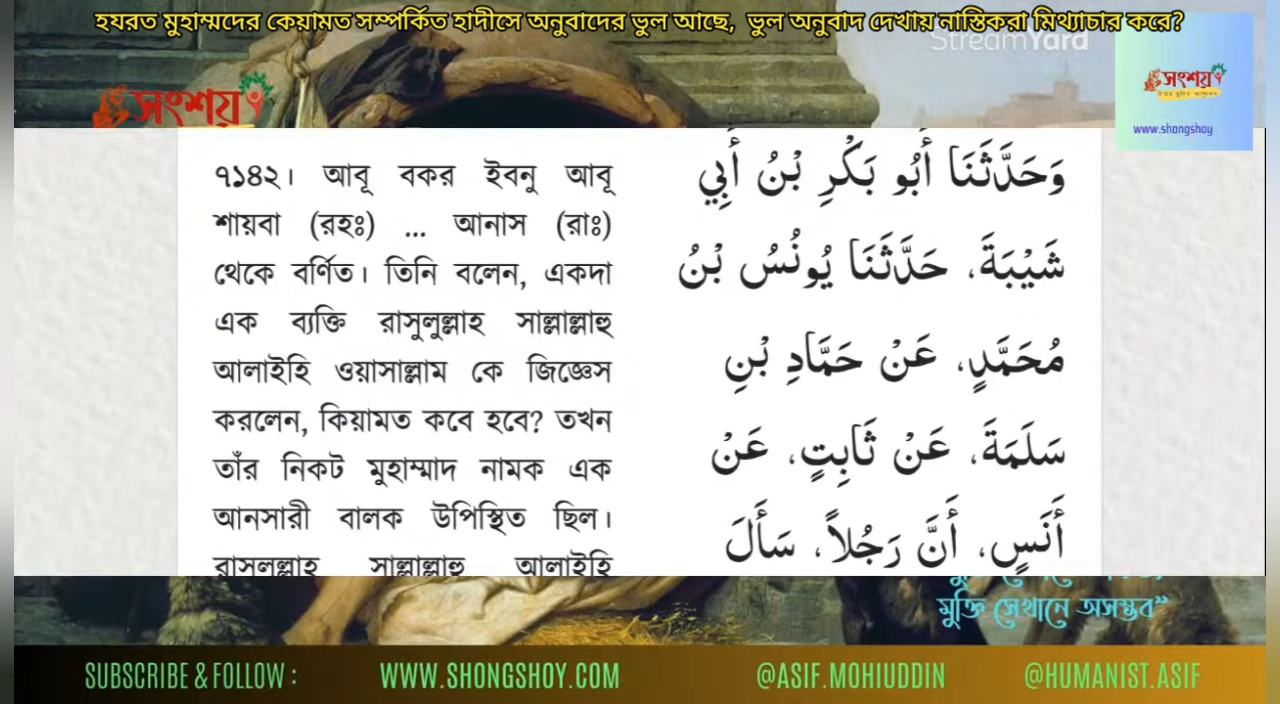 হযরত মুহাম্মদের কেয়ামত সম্পর্কিত হাদীসে অনুবাদের ভুল আছে, ভুল অনুবাদ দেখায় নাস্তিকরা মিথ্যাচার করে?
StreamYard
সংশয়
সংশয়
www.shongshoy
৭১৪২। আবূ বকর ইবনু আবূ
শায়বা (রহঃ) ... আনাস (রাঃ)
থেকে বর্ণিত। তিনি বলেন, একদা
এক ব্যক্তি রাসুলুল্লাহ সাল্লাল্লাহু
আলাইহি ওয়াসাল্লাম কে জিজ্ঞেস
করলেন, কিয়ামত কবে হবে? তখন
তাঁর নিকট মুহাম্মাদ নামক এক
আনসারী বালক উপিস্থিত ছিল।
রাসূলুল্লাহ সাল্লাল্লাহু আলাইহি
وَحَدَّثَنَا أَبُو بَكْرِ بْنُ أَبِي
شَيْبَةَ، حَدَّثَنَا يُونُسُ بْنُ
مُحَمَّدٍ، عَنْ حَمَّادِ بْنِ
سَلَمَةَ، عَنْ ثَابِتٍ، عَنْ
أَنَسٍ، أَنَّ رَجُلاً، سَأَلَ
মুক্তি সেখানে অসম্ভব”
SUBSCRIBE & FOLLOW :
WWW.SHONGSHOY.COM
@ASIF.MOHIUDDIN
@HUMANIST.ASIF